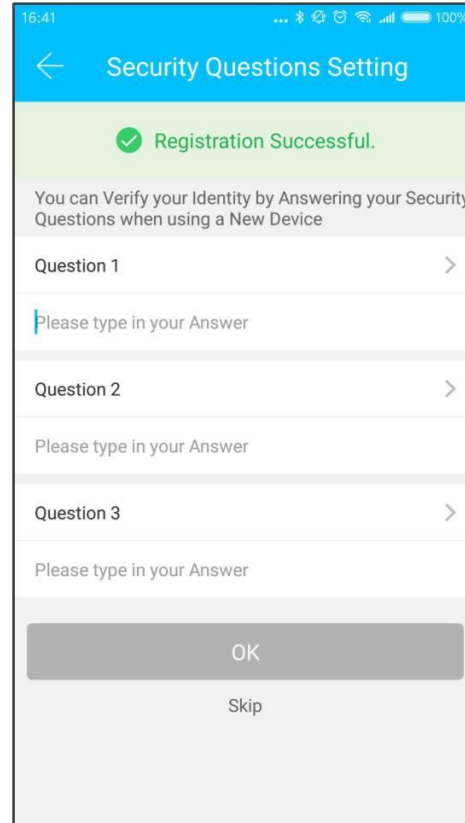 16:41 ... 100%
Security Questions Setting
Registration Successful.
You can Verify your Identity by Answering your Security
Questions when using a New Device
Question 1
Please type in your Answer
Question 2
Please type in your Answer
Question 3
Please type in your Answer
OK
Skip